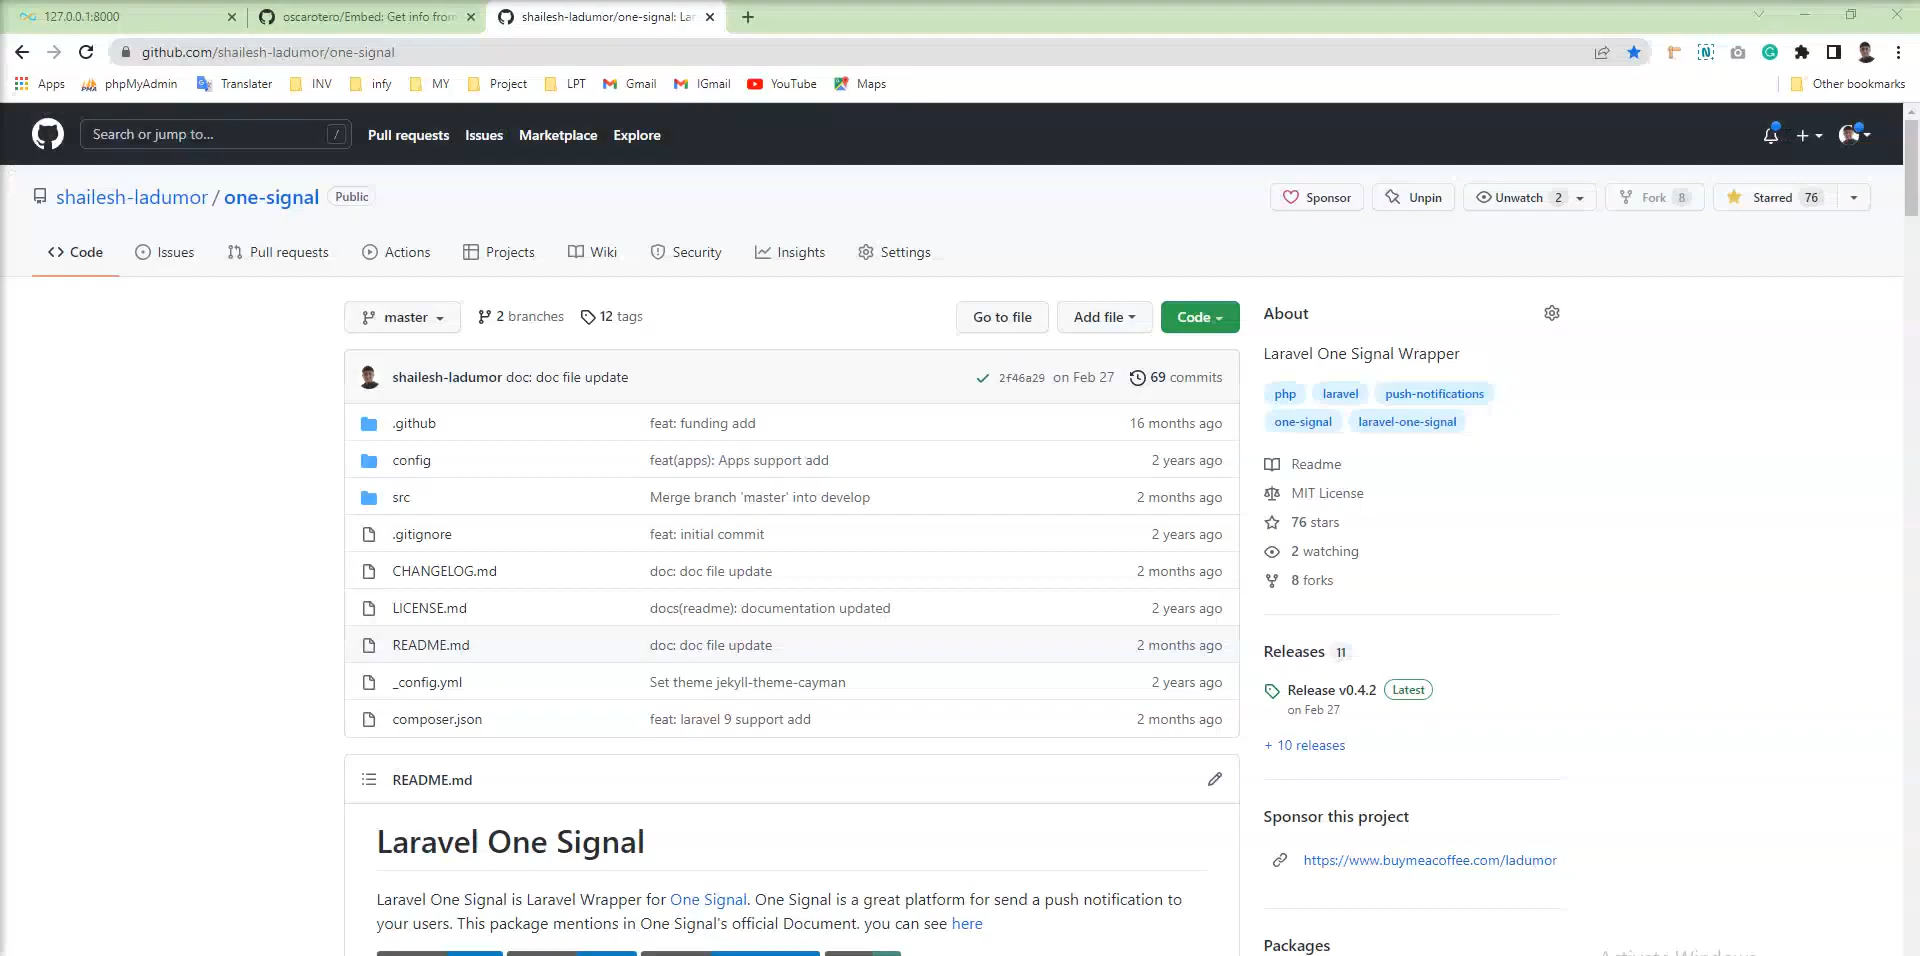 127.0.0.1:8000
oscarotero/Embed: Get info from
shailesh-ladumor/one-signal: Lar
github.com/shailesh-ladumor/one-signal
Apps phpMyAdmin Translater INV infy MY Project LPT Gmail IGmail YouTube Maps Other bookmarks
Search or jump to... / Pull requests Issues Marketplace Explore
shailesh-ladumor / one-signal Public
Sponsor Unpin Unwatch 2 Fork 8 Starred 76
Code Issues Pull requests Actions Projects Wiki Security Insights Settings
master 2 branches 12 tags Go to file Add file Code
shailesh-ladumor doc: doc file update 2f46a29 on Feb 27 69 commits
.github feat: funding add 16 months ago
config feat(apps): Apps support add 2 years ago
src Merge branch 'master' into develop 2 months ago
.gitignore feat: initial commit 2 years ago
CHANGELOG.md doc: doc file update 2 months ago
LICENSE.md docs(readme): documentation updated 2 years ago
README.md doc: doc file update 2 months ago
_config.yml Set theme jekyll-theme-cayman 2 years ago
composer.json feat: laravel 9 support add 2 months ago
README.md
Laravel One Signal
Laravel One Signal is Laravel Wrapper for One Signal. One Signal is a great platform for send a push notification to
your users. This package mentions in One Signal's official Document. you can see here
About
Laravel One Signal Wrapper
php laravel push-notifications
one-signal laravel-one-signal
Readme
MIT License
76 stars
2 watching
8 forks
Releases 11
Release v0.4.2 Latest
on Feb 27
+ 10 releases
Sponsor this project
https://www.buymeacoffee.com/ladumor
Packages